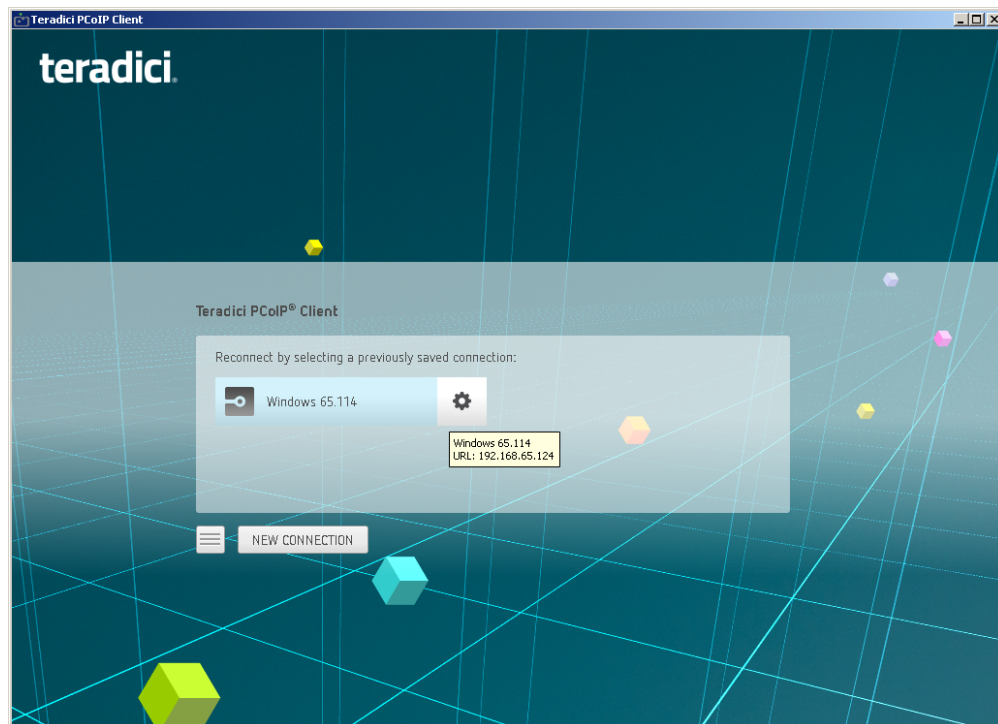 Teradici PCoIP Client
teradici.
Teradici PCoIP® Client
Reconnect by selecting a previously saved connection:
Windows 65.114
Windows 65.114
URL: 192.168.65.124
NEW CONNECTION